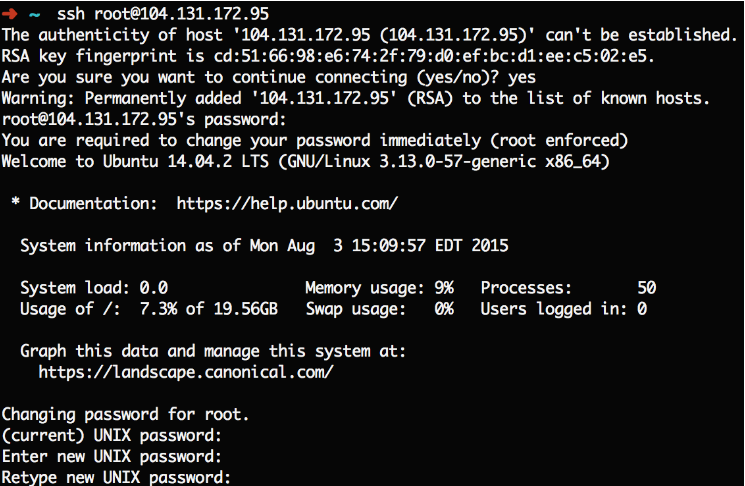 ➜ ~ ssh root@104.131.172.95
The authenticity of host '104.131.172.95 (104.131.172.95)' can't be established.
RSA key fingerprint is cd:51:66:98:e6:74:2f:79:d0:ef:bc:d1:ee:c5:02:e5.
Are you sure you want to continue connecting (yes/no)? yes
Warning: Permanently added '104.131.172.95' (RSA) to the list of known hosts.
root@104.131.172.95's password:
You are required to change your password immediately (root enforced)
Welcome to Ubuntu 14.04.2 LTS (GNU/Linux 3.13.0-57-generic x86_64)
* Documentation: https://help.ubuntu.com/
System information as of Mon Aug 3 15:09:57 EDT 2015
System load: 0.0 Memory usage: 9% Processes: 50
Usage of /: 7.3% of 19.56GB Swap usage: 0% Users logged in: 0
Graph this data and manage this system at:
https://landscape.canonical.com/
Changing password for root.
(current) UNIX password:
Enter new UNIX password:
Retype new UNIX password: